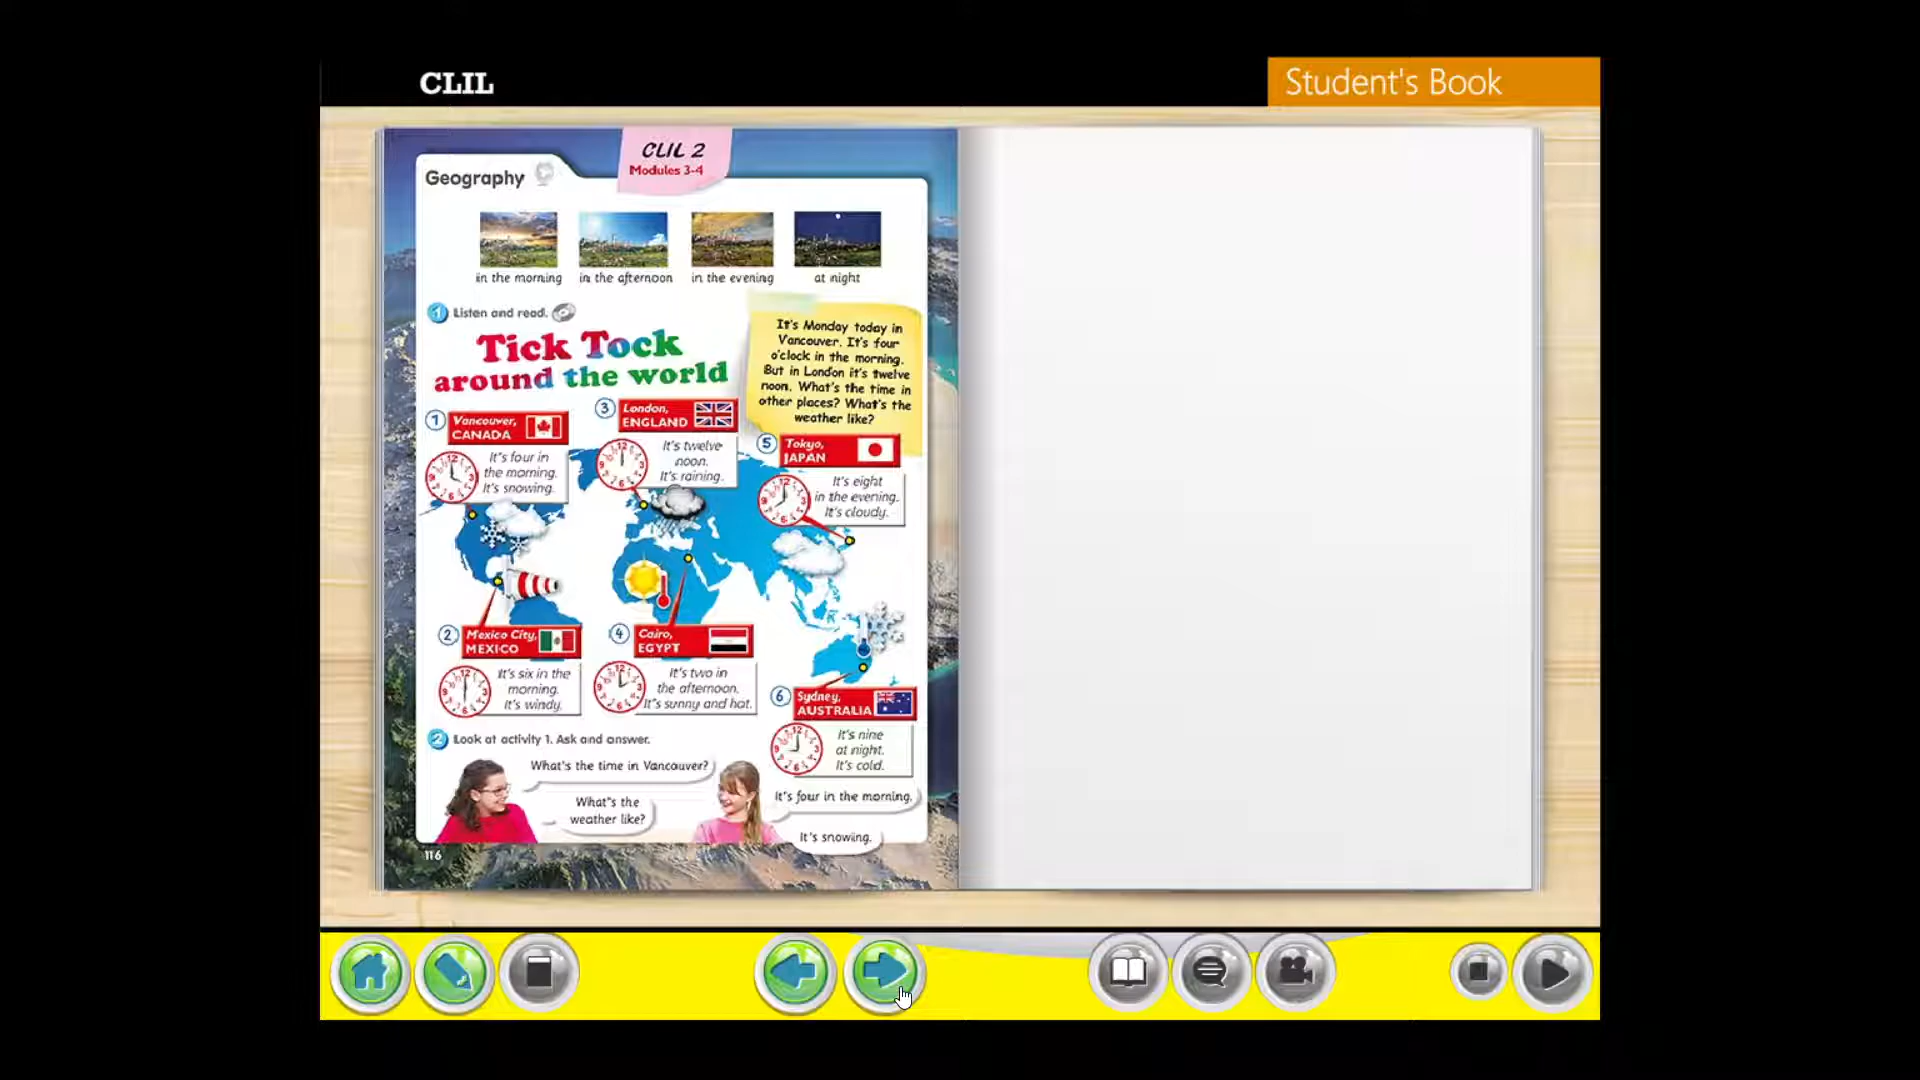 CLIL
Student's Book
CLIL 2
Modules 3-4
Geography
in the morning
in the afternoon
in the evening
at night
1 Listen and read.
Tick Tock
around the world
It's Monday today in
Vancouver. It's four
o'clock in the morning.
But in London it's twelve
noon. What's the time in
other places? What's the
weather like?
1
Vancouver,
CANADA
It's four in
the morning.
It's snowing.
3
London,
ENGLAND
It's twelve
noon.
It's raining.
5
Tokyo,
JAPAN
It's eight
in the evening.
It's cloudy.
2
Mexico City,
MEXICO
It's six in the
morning.
It's windy.
4
Cairo,
EGYPT
It's two in
the afternoon.
It's sunny and hot.
6
Sydney,
AUSTRALIA
It's nine
at night.
It's cold.
2 Look at activity 1. Ask and answer.
What's the time in Vancouver?
It's four in the morning.
What"s the
weather like?
It's snowing.
116